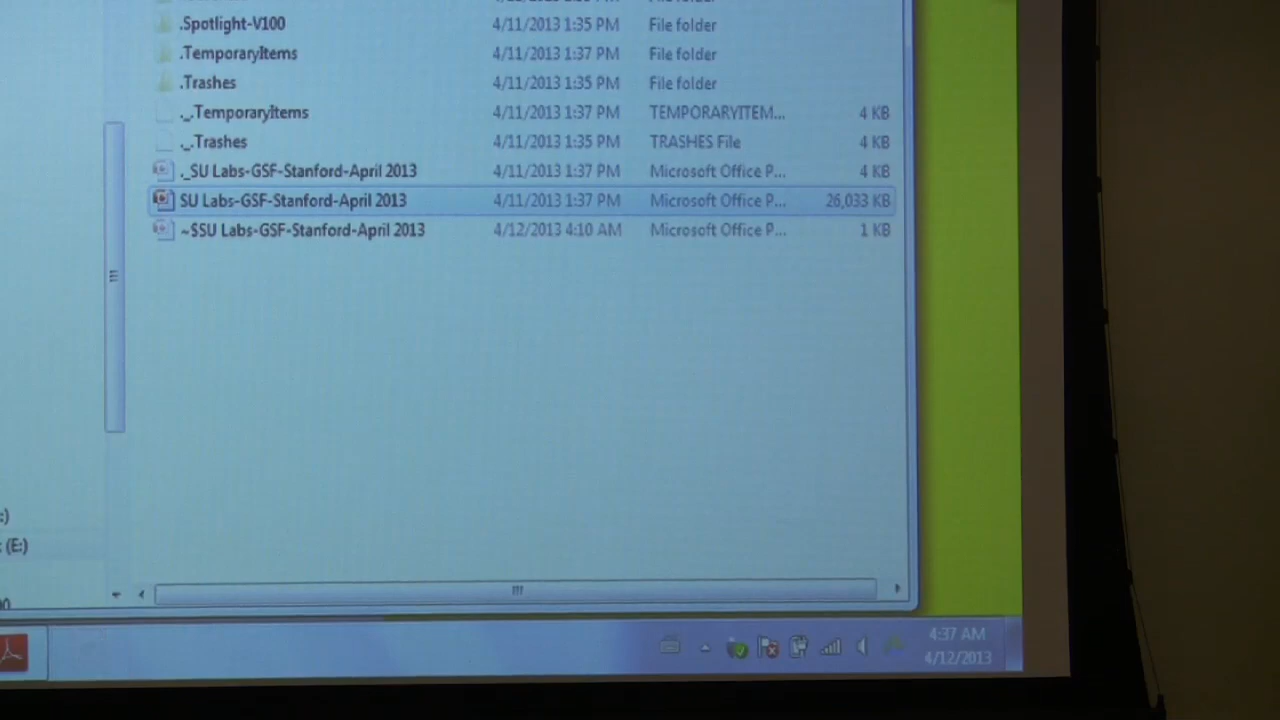 .Spotlight-V100 4/11/2013 1:35 PM File folder
.TemporaryItems 4/11/2013 1:37 PM File folder
.Trashes 4/11/2013 1:35 PM File folder
._.TemporaryItems 4/11/2013 1:37 PM TEMPORARYITEM... 4 KB
._.Trashes 4/11/2013 1:35 PM TRASHES File 4 KB
._SU Labs-GSF-Stanford-April 2013 4/11/2013 1:37 PM Microsoft Office P... 4 KB
SU Labs-GSF-Stanford-April 2013 4/11/2013 1:37 PM Microsoft Office P... 26,033 KB
~$SU Labs-GSF-Stanford-April 2013 4/12/2013 4:10 AM Microsoft Office P... 1 KB
:)
(E:)
4:37 AM
4/12/2013